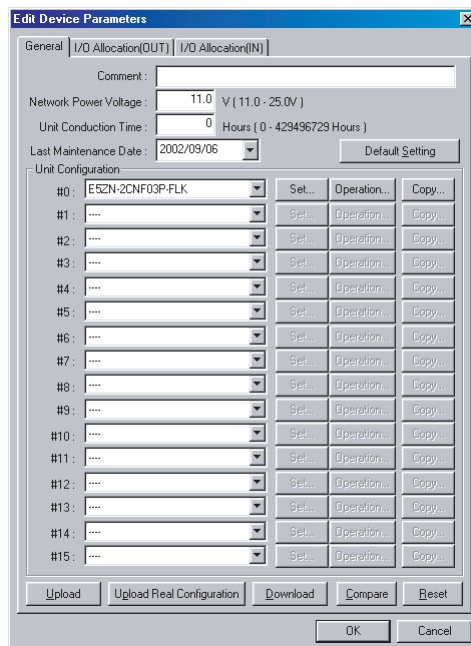 Edit Device Parameters
General I/O Allocation(OUT) I/O Allocation(IN)
Comment :
Network Power Voltage : 11.0 V ( 11.0 - 25.0V )
Unit Conduction Time : 0 Hours ( 0 - 429496729 Hours )
Last Maintenance Date : 2002/09/06 Default Setting
Unit Configuration
#0 : E5ZN-2CNF03P-FLK Set... Operation... Copy...
#1 : ---- Set... Operation... Copy...
#2 : ---- Set... Operation... Copy...
#3 : ---- Set... Operation... Copy...
#4 : ---- Set... Operation... Copy...
#5 : ---- Set... Operation... Copy...
#6 : ---- Set... Operation... Copy...
#7 : ---- Set... Operation... Copy...
#8 : ---- Set... Operation... Copy...
#9 : ---- Set... Operation... Copy...
#10 : ---- Set... Operation... Copy...
#11 : ---- Set... Operation... Copy...
#12 : ---- Set... Operation... Copy...
#13 : ---- Set... Operation... Copy...
#14 : ---- Set... Operation... Copy...
#15 : ---- Set... Operation... Copy...
Upload Upload Real Configuration Download Compare Reset
OK Cancel